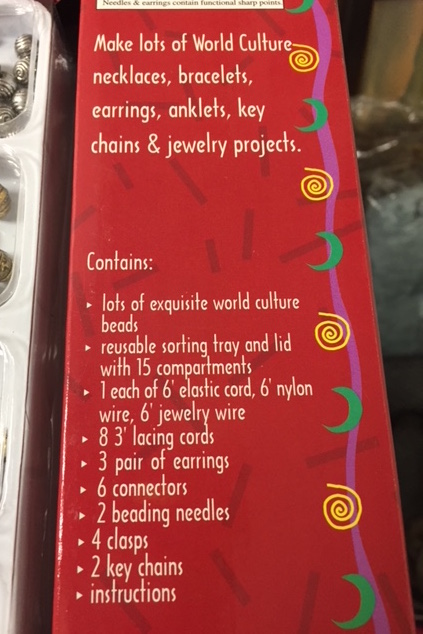 Needles & earrings contain functional sharp points.
Make lots of World Culture
necklaces, bracelets,
earrings, anklets, key
chains & jewelry projects.
Contains:
▸ lots of exquisite world culture
beads
▸ reusable sorting tray and lid
with 15 compartments
▸ 1 each of 6' elastic cord, 6' nylon
wire, 6' jewelry wire
▸ 8 3' lacing cords
▸ 3 pair of earrings
▸ 6 connectors
▸ 2 beading needles
▸ 4 clasps
▸ 2 key chains
▸ instructions